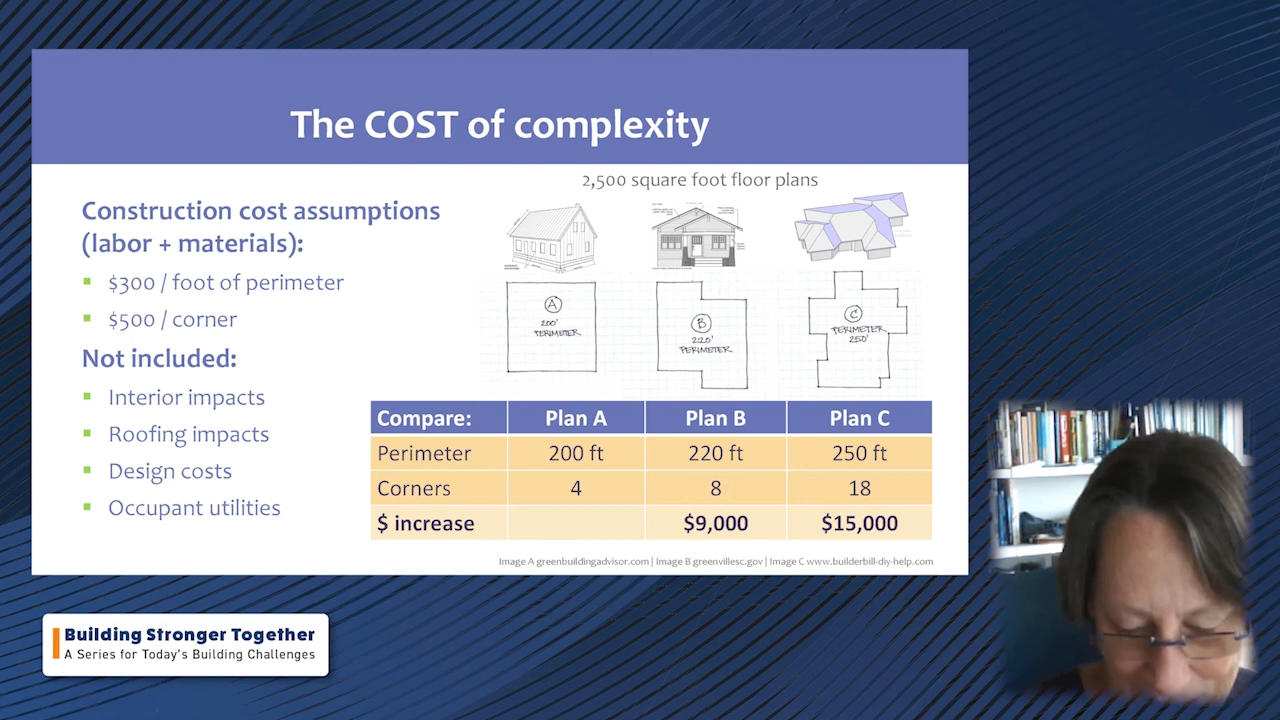 The COST of complexity
2,500 square foot floor plans
Construction cost assumptions
(labor + materials):
▪ $300 / foot of perimeter
▪ $500 / corner
Not included:
▪ Interior impacts
▪ Roofing impacts
▪ Design costs
▪ Occupant utilities
A
200'
PERIMETER
B
220'
PERIMETER
C
PERIMETER
250'
Compare: Plan A Plan B Plan C
Perimeter 200 ft 220 ft 250 ft
Corners 4 8 18
$ increase $9,000 $15,000
Image A greenbuildingadvisor.com | Image B greenvillesc.gov | Image C www.builderbill-diy-help.com
Building Stronger Together
A Series for Today's Building Challenges